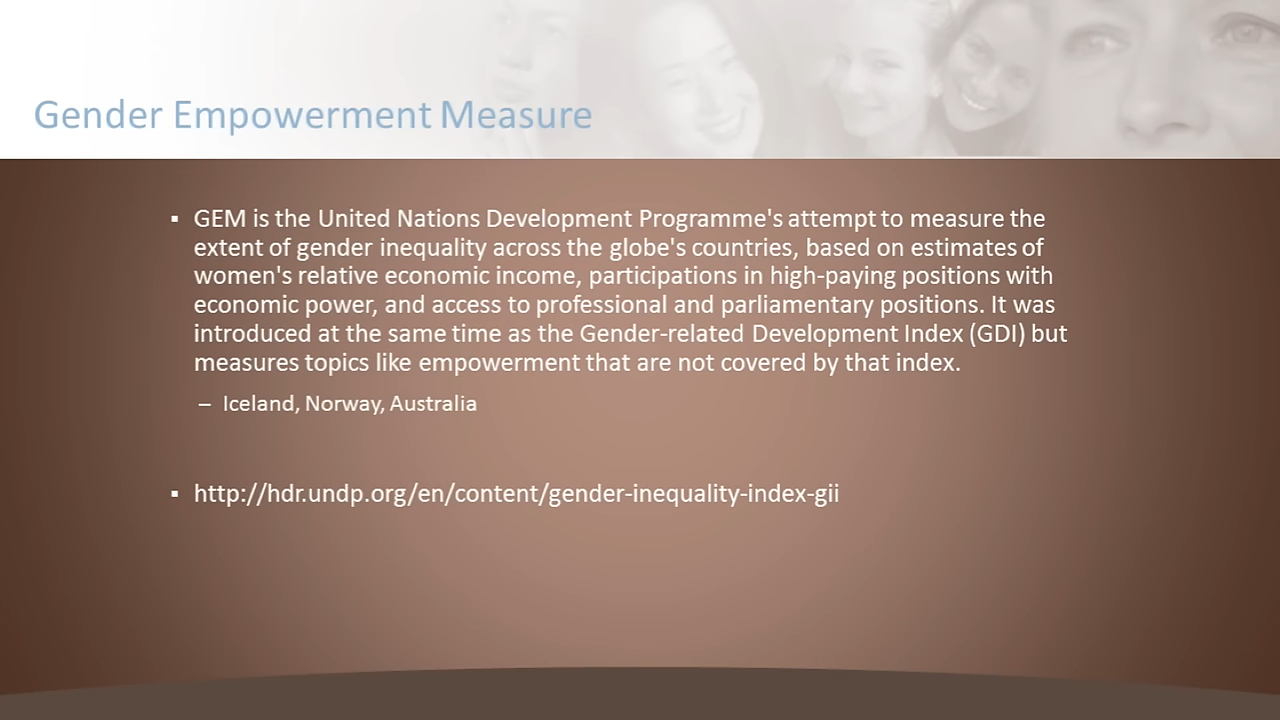 Gender Empowerment Measure
▪ GEM is the United Nations Development Programme's attempt to measure the
extent of gender inequality across the globe's countries, based on estimates of
women's relative economic income, participations in high-paying positions with
economic power, and access to professional and parliamentary positions. It was
introduced at the same time as the Gender-related Development Index (GDI) but
measures topics like empowerment that are not covered by that index.
– Iceland, Norway, Australia
▪ http://hdr.undp.org/en/content/gender-inequality-index-gii